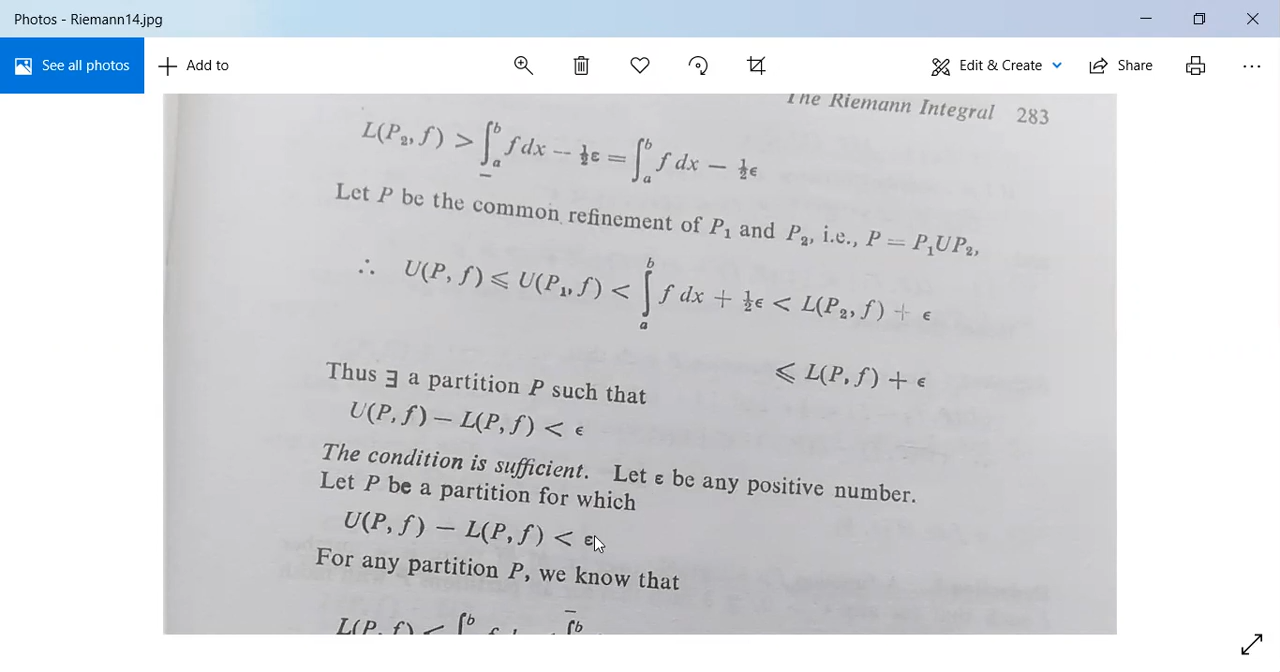 Photos - Riemann14.jpg
See all photos
Add to
Edit & Create
Share
The Riemann Integral 283
L(P₂, f) > ∫ₐᵇ f dx − ½ε = ∫ₐᵇ f dx − ½ϵ
Let P be the common refinement of P₁ and P₂, i.e., P = P₁UP₂,
∴ U(P, f) ⩽ U(P₁, f) < ∫ₐᵇ f dx + ½ϵ < L(P₂, f) + ϵ
⩽ L(P, f) + ϵ
Thus ∃ a partition P such that
U(P, f) − L(P, f) < ϵ
The condition is sufficient. Let ε be any positive number.
Let P be a partition for which
U(P, f) − L(P, f) < ε
For any partition P, we know that